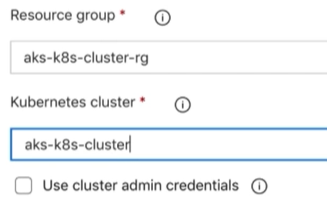 Resource group *
aks-k8s-cluster-rg
Kubernetes cluster *
aks-k8s-cluster
Use cluster admin credentials